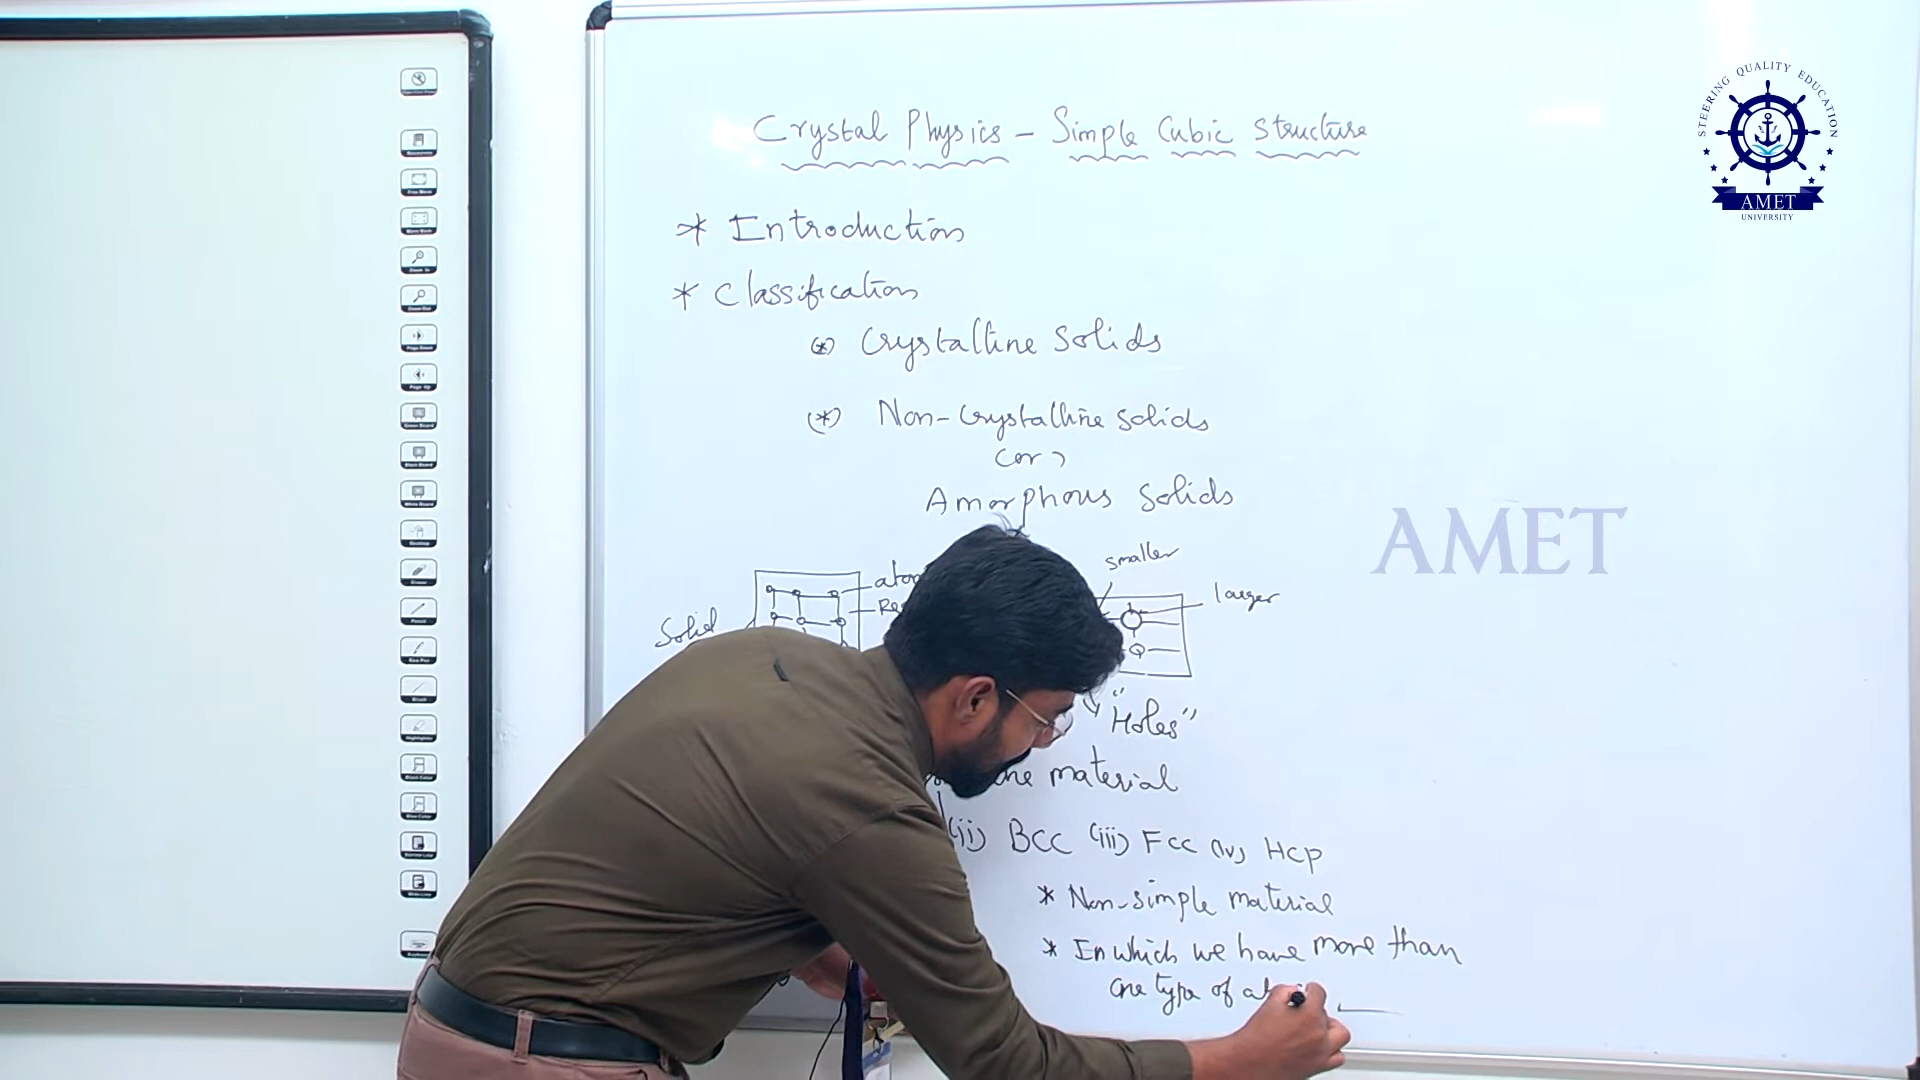 STEERING QUALITY EDUCATION
AMET
UNIVERSITY
Crystal Physics - Simple Cubic Structure
* Introduction
* Classification
(*) Crystalline Solids
(*) Non-Crystalline Solids
(or)
Amorphous Solids
AMET
smaller
larger
Solid
"Holes"
material
(ii) BCC (iii) FCC (iv) HCP
* Non-simple material
* In which we have more than
one type of